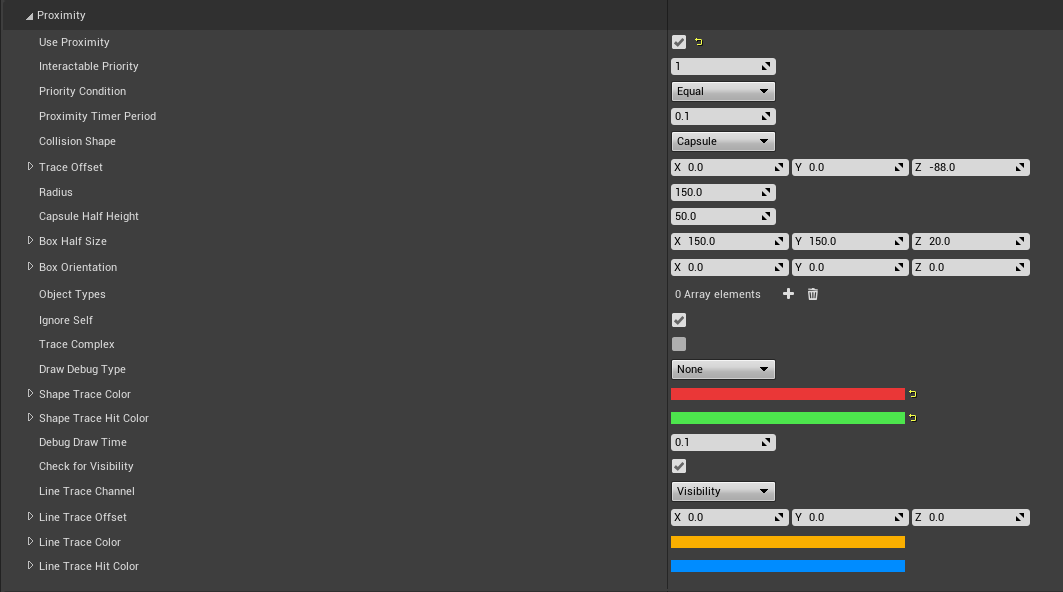 Proximity
Use Proximity
Interactable Priority 1
Priority Condition Equal
Proximity Timer Period 0.1
Collision Shape Capsule
Trace Offset X 0.0 Y 0.0 Z -88.0
Radius 150.0
Capsule Half Height 50.0
Box Half Size X 150.0 Y 150.0 Z 20.0
Box Orientation X 0.0 Y 0.0 Z 0.0
Object Types 0 Array elements
Ignore Self
Trace Complex
Draw Debug Type None
Shape Trace Color
Shape Trace Hit Color
Debug Draw Time 0.1
Check for Visibility
Line Trace Channel Visibility
Line Trace Offset X 0.0 Y 0.0 Z 0.0
Line Trace Color
Line Trace Hit Color